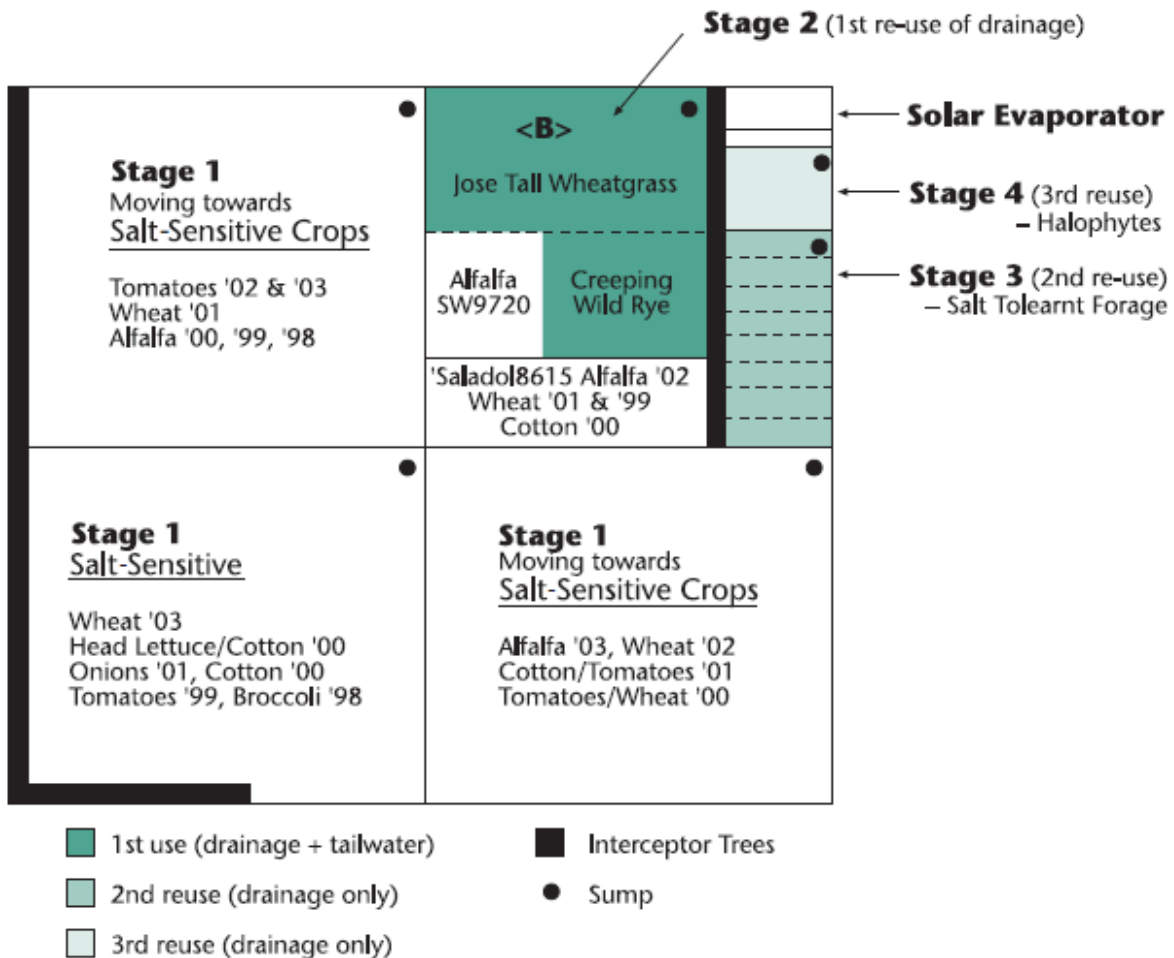 Stage 2 (1st re-use of drainage)
Solar Evaporator
Stage 4 (3rd reuse)
– Halophytes
Stage 3 (2nd re-use)
– Salt Tolearnt Forage
Stage 1
Moving towards
Salt-Sensitive Crops
Tomatoes '02 & '03
Wheat '01
Alfalfa '00, '99, '98
<B>
Jose Tall Wheatgrass
Alfalfa
SW9720
Creeping
Wild Rye
'Saladol8615 Alfalfa '02
Wheat '01 & '99
Cotton '00
Stage 1
Salt-Sensitive
Wheat '03
Head Lettuce/Cotton '00
Onions '01, Cotton '00
Tomatoes '99, Broccoli '98
Stage 1
Moving towards
Salt-Sensitive Crops
Alfalfa '03, Wheat '02
Cotton/Tomatoes '01
Tomatoes/Wheat '00
1st use (drainage + tailwater)
2nd reuse (drainage only)
3rd reuse (drainage only)
Interceptor Trees
Sump